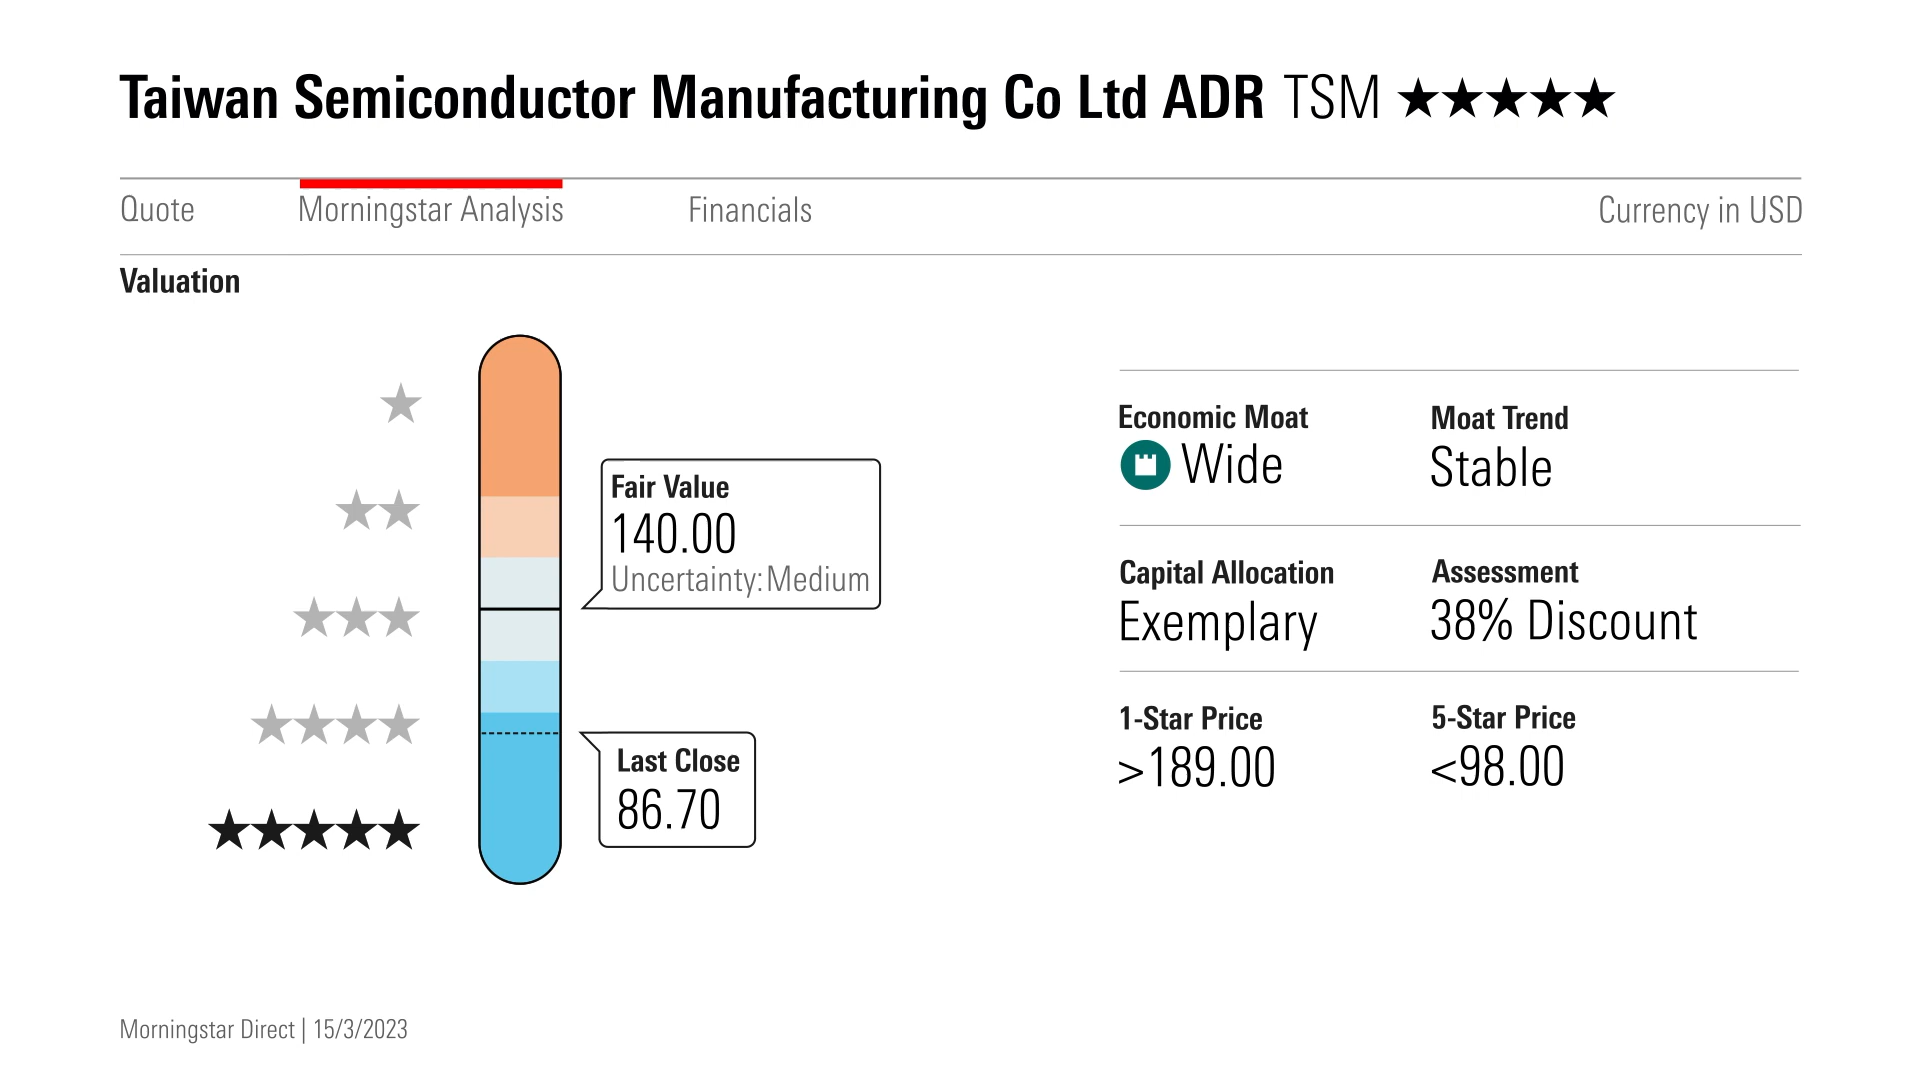 Taiwan Semiconductor Manufacturing Co Ltd ADR TSM ★★★★★
Quote Morningstar Analysis Financials Currency in USD
Valuation
★
★★
★★★
★★★★
★★★★★
Fair Value
140.00
Uncertainty: Medium
Last Close
86.70
Economic Moat
Wide
Moat Trend
Stable
Capital Allocation
Exemplary
Assessment
38% Discount
1-Star Price
>189.00
5-Star Price
<98.00
Morningstar Direct | 15/3/2023